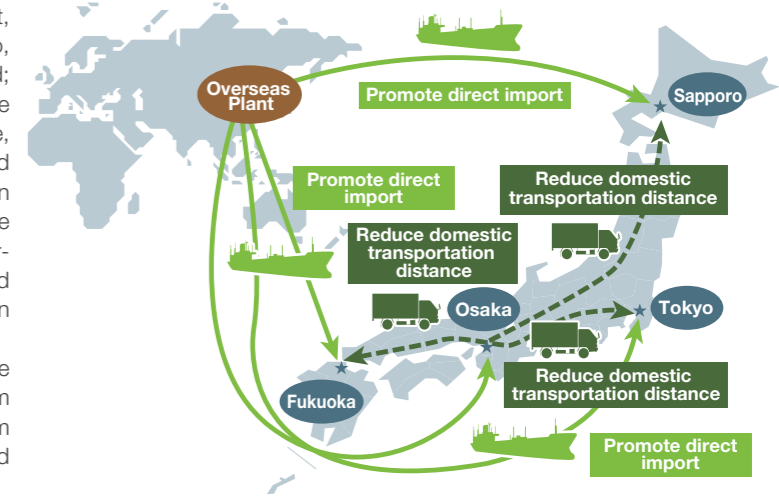 t,
o,
d;
e
e,
d
n
e
r-
d
n
e
m
m
d
Overseas
Plant
Promote direct import
Sapporo
Promote direct
import
Reduce domestic
transportation distance
Reduce domestic
transportation
distance
Osaka
Tokyo
Fukuoka
Reduce domestic
transportation distance
Promote direct
import